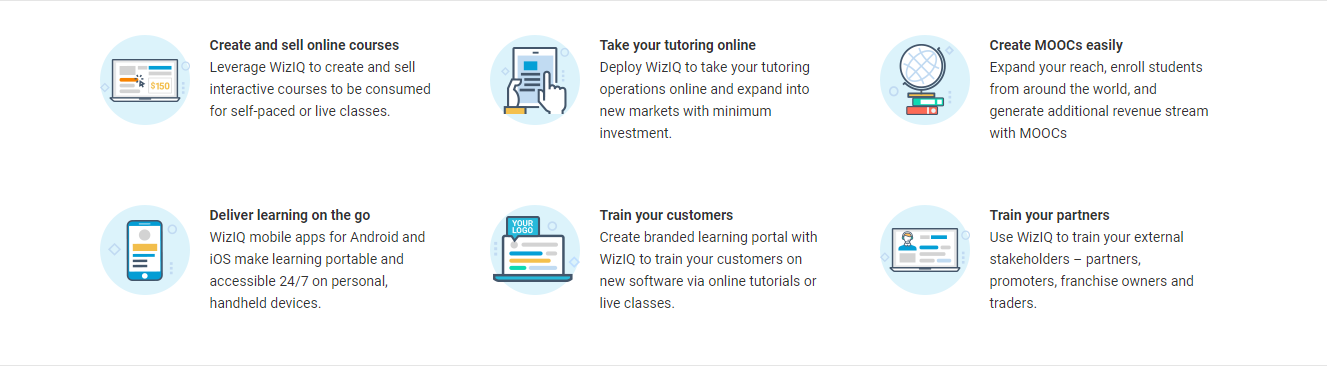 Create and sell online courses
Leverage WizIQ to create and sell
interactive courses to be consumed
for self-paced or live classes.
$150
Take your tutoring online
Deploy WizIQ to take your tutoring
operations online and expand into
new markets with minimum
investment.
Create MOOCs easily
Expand your reach, enroll students
from around the world, and
generate additional revenue stream
with MOOCs
Deliver learning on the go
WizIQ mobile apps for Android and
iOS make learning portable and
accessible 24/7 on personal,
handheld devices.
YOUR
LOGO
Train your customers
Create branded learning portal with
WizIQ to train your customers on
new software via online tutorials or
live classes.
Train your partners
Use WizIQ to train your external
stakeholders – partners,
promoters, franchise owners and
traders.